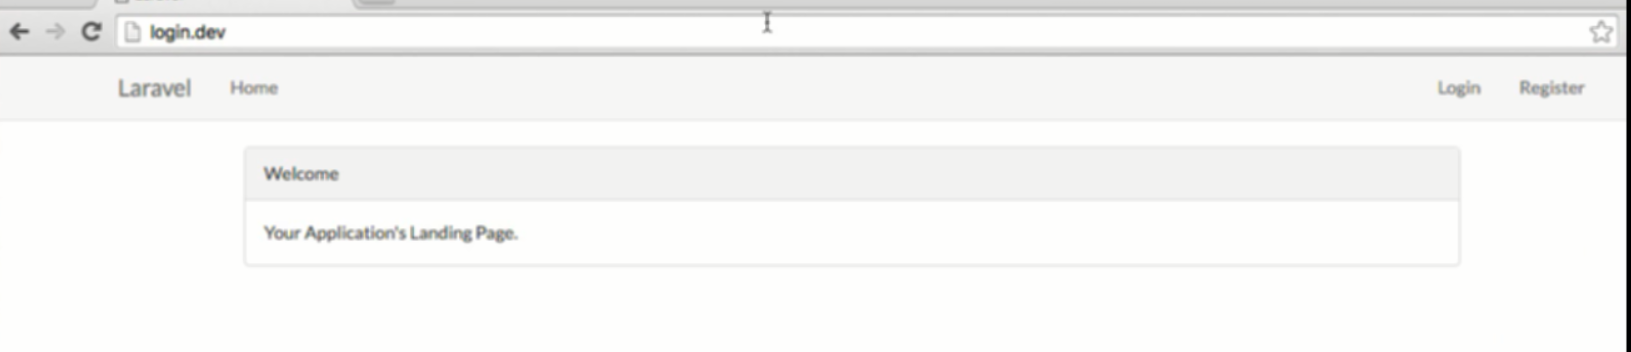 login.dev
Laravel Home Login Register
Welcome
Your Application's Landing Page.